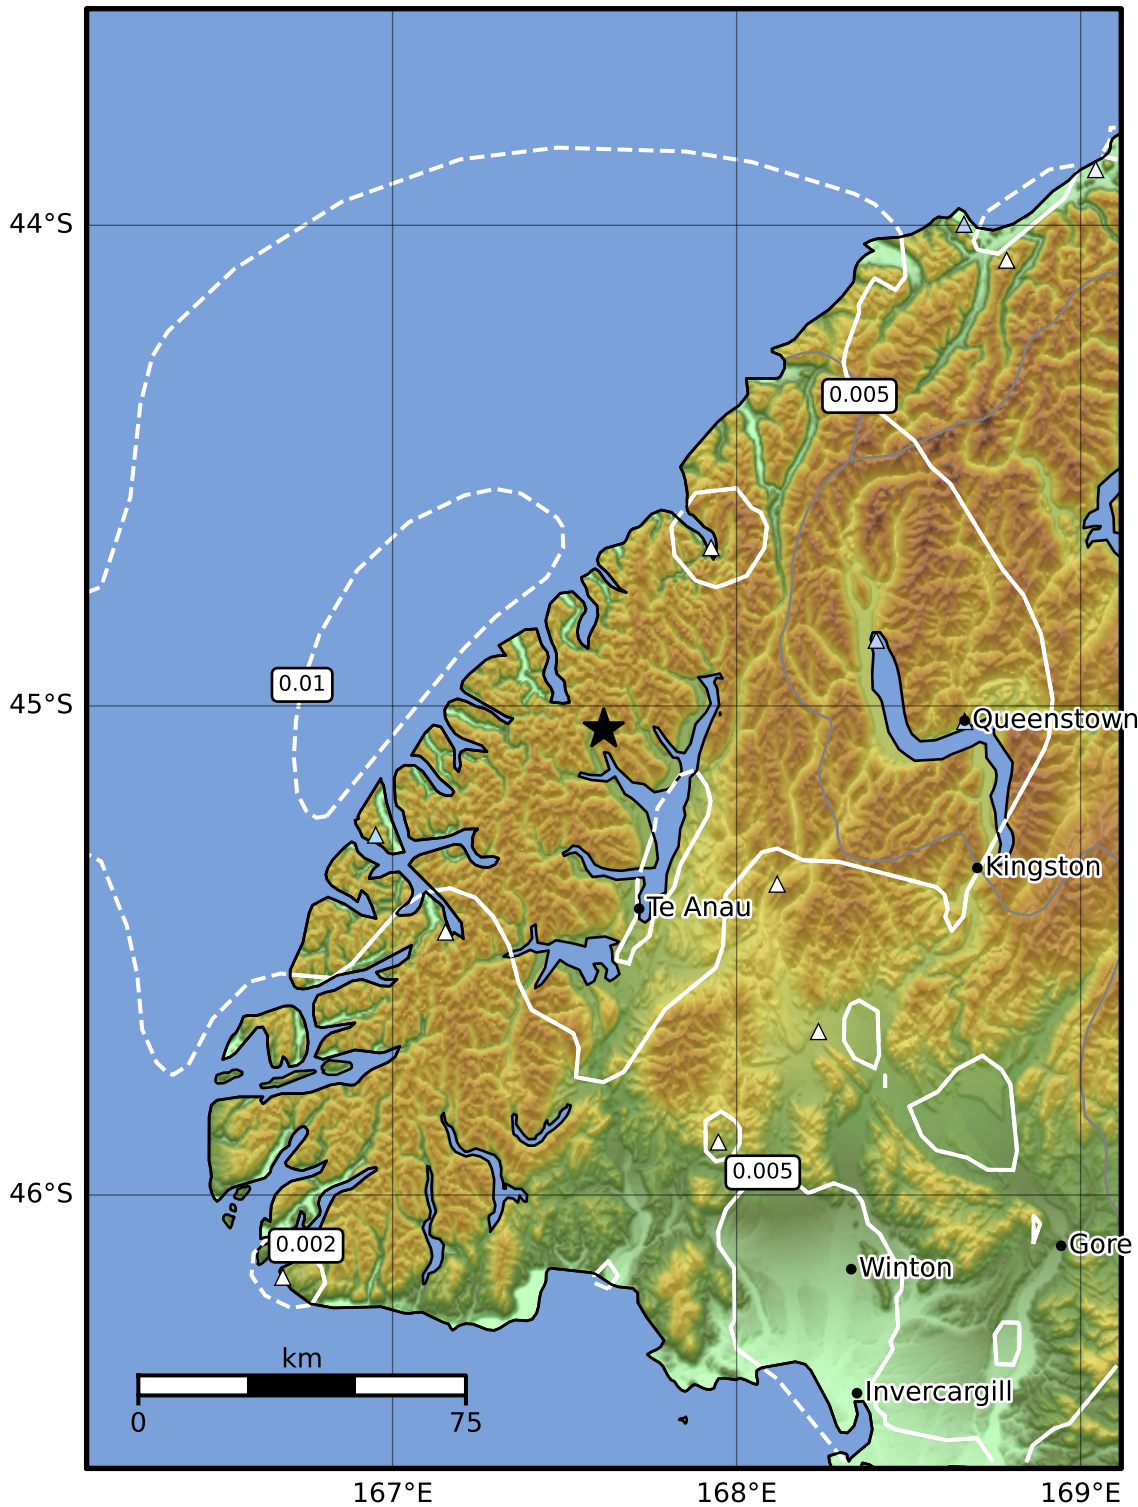 44°S
0.005
0.01
45°S
Queenstown
Kingston
Te Anau
0.005
46°S
0.002
Gore
Winton
km
Invercargill
0
75
167°E
168°E
169°E